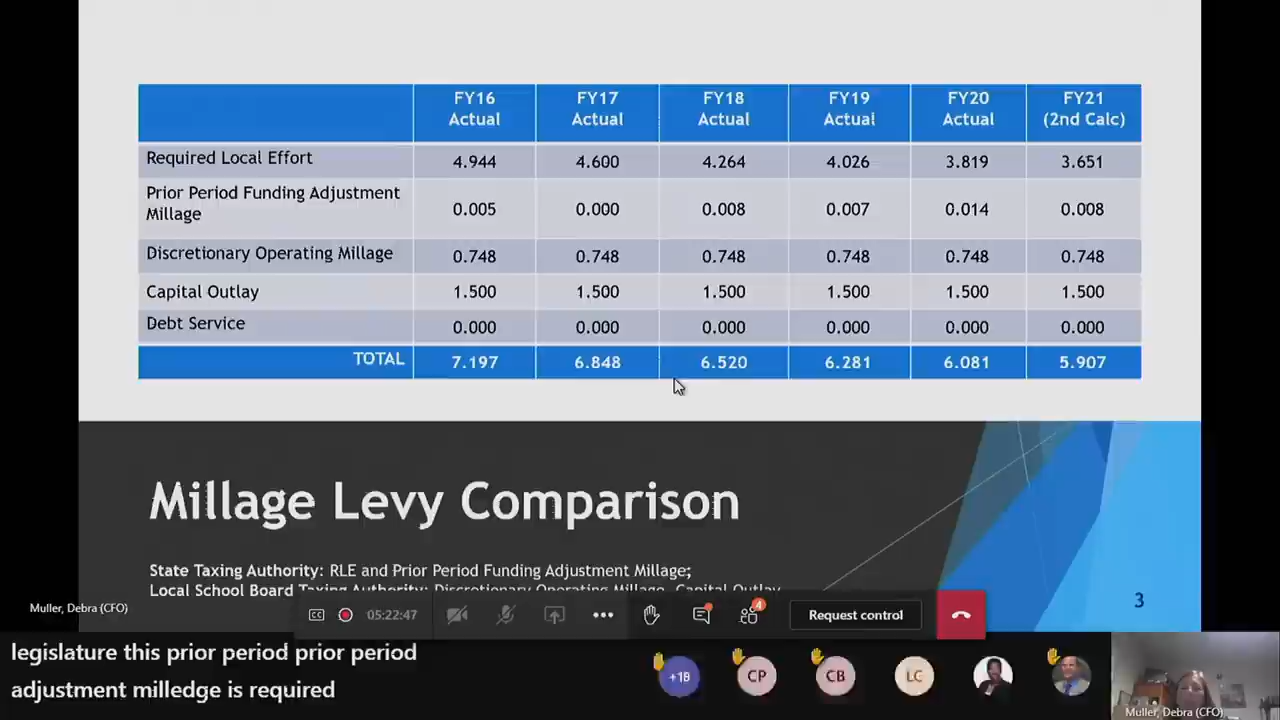 FY16 FY17 FY18 FY19 FY20 FY21
Actual Actual Actual Actual Actual (2nd Calc)
Required Local Effort 4.944 4.600 4.264 4.026 3.819 3.651
Prior Period Funding Adjustment
Millage 0.005 0.000 0.008 0.007 0.014 0.008
Discretionary Operating Millage 0.748 0.748 0.748 0.748 0.748 0.748
Capital Outlay 1.500 1.500 1.500 1.500 1.500 1.500
Debt Service 0.000 0.000 0.000 0.000 0.000 0.000
TOTAL 7.197 6.848 6.520 6.281 6.081 5.907
Millage Levy Comparison
State Taxing Authority: RLE and Prior Period Funding Adjustment Millage;
Local School Board Taxing Authority: Discretionary Operating Millage, Capital Outlay
3
Muller, Debra (CFO)
CC 05:22:47 4 Request control
legislature this prior period prior period
adjustment milledge is required
+18 CP CB LC
Muller, Debra (CFO)